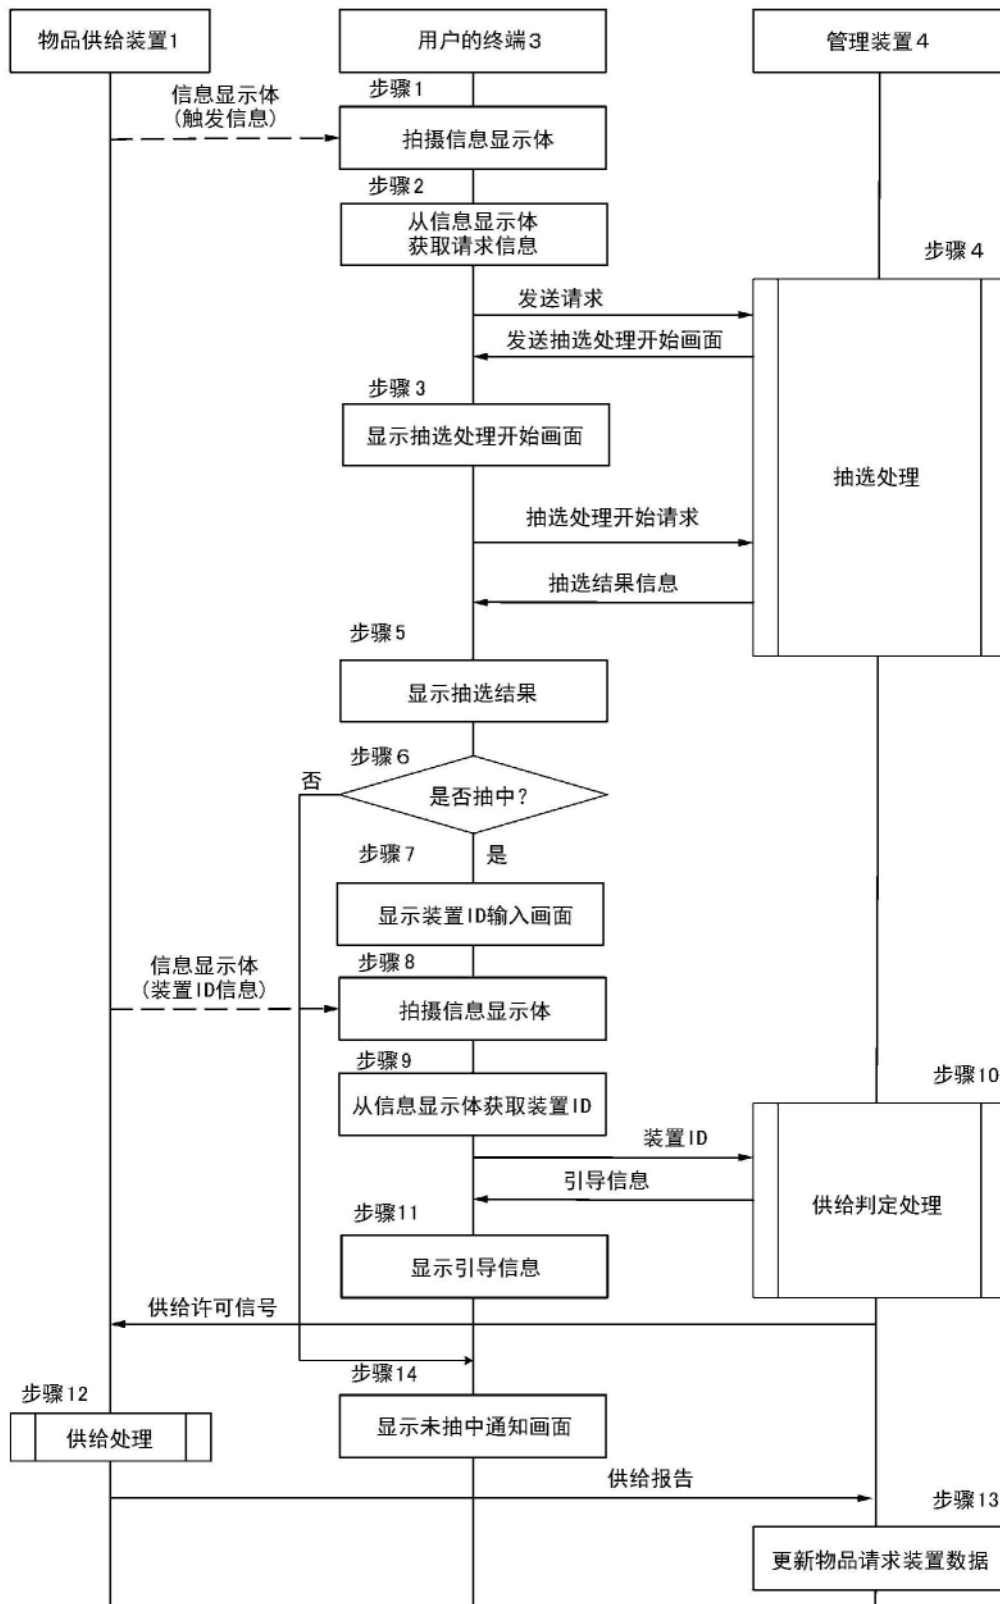 物品供给装置1
用户的终端3
管理装置4
步骤1
信息显示体
(触发信息)
拍摄信息显示体
步骤2
从信息显示体
获取请求信息
步骤4
发送请求
发送抽选处理开始画面
步骤3
显示抽选处理开始画面
抽选处理
抽选处理开始请求
抽选结果信息
步骤5
显示抽选结果
步骤6
否
是否抽中?
步骤7
是
显示装置ID输入画面
步骤8
信息显示体
(装置ID信息)
拍摄信息显示体
步骤9
步骤10
从信息显示体获取装置ID
装置ID
引导信息
供给判定处理
步骤11
显示引导信息
供给许可信号
步骤14
步骤12
显示未抽中通知画面
供给处理
供给报告
步骤13
更新物品请求装置数据